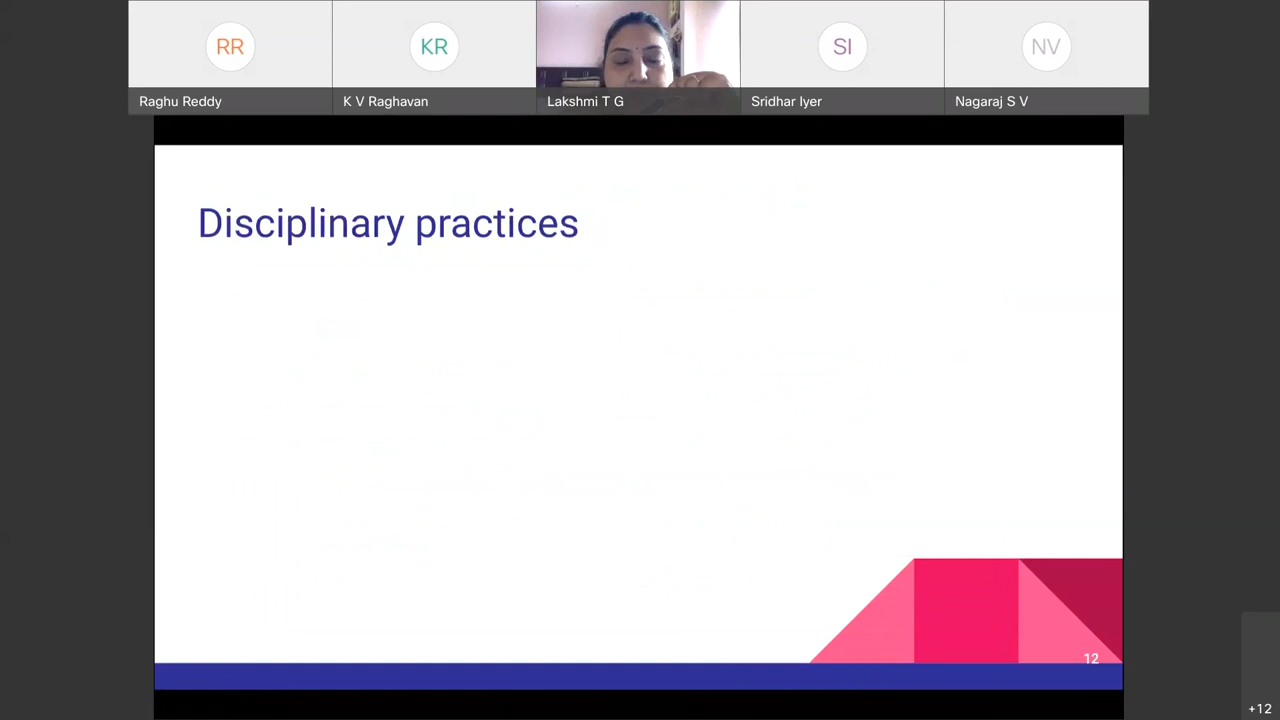 RR
KR
SI
NV
Raghu Reddy
K V Raghavan
Lakshmi T G
Sridhar Iyer
Nagaraj S V
Disciplinary practices
12
+12